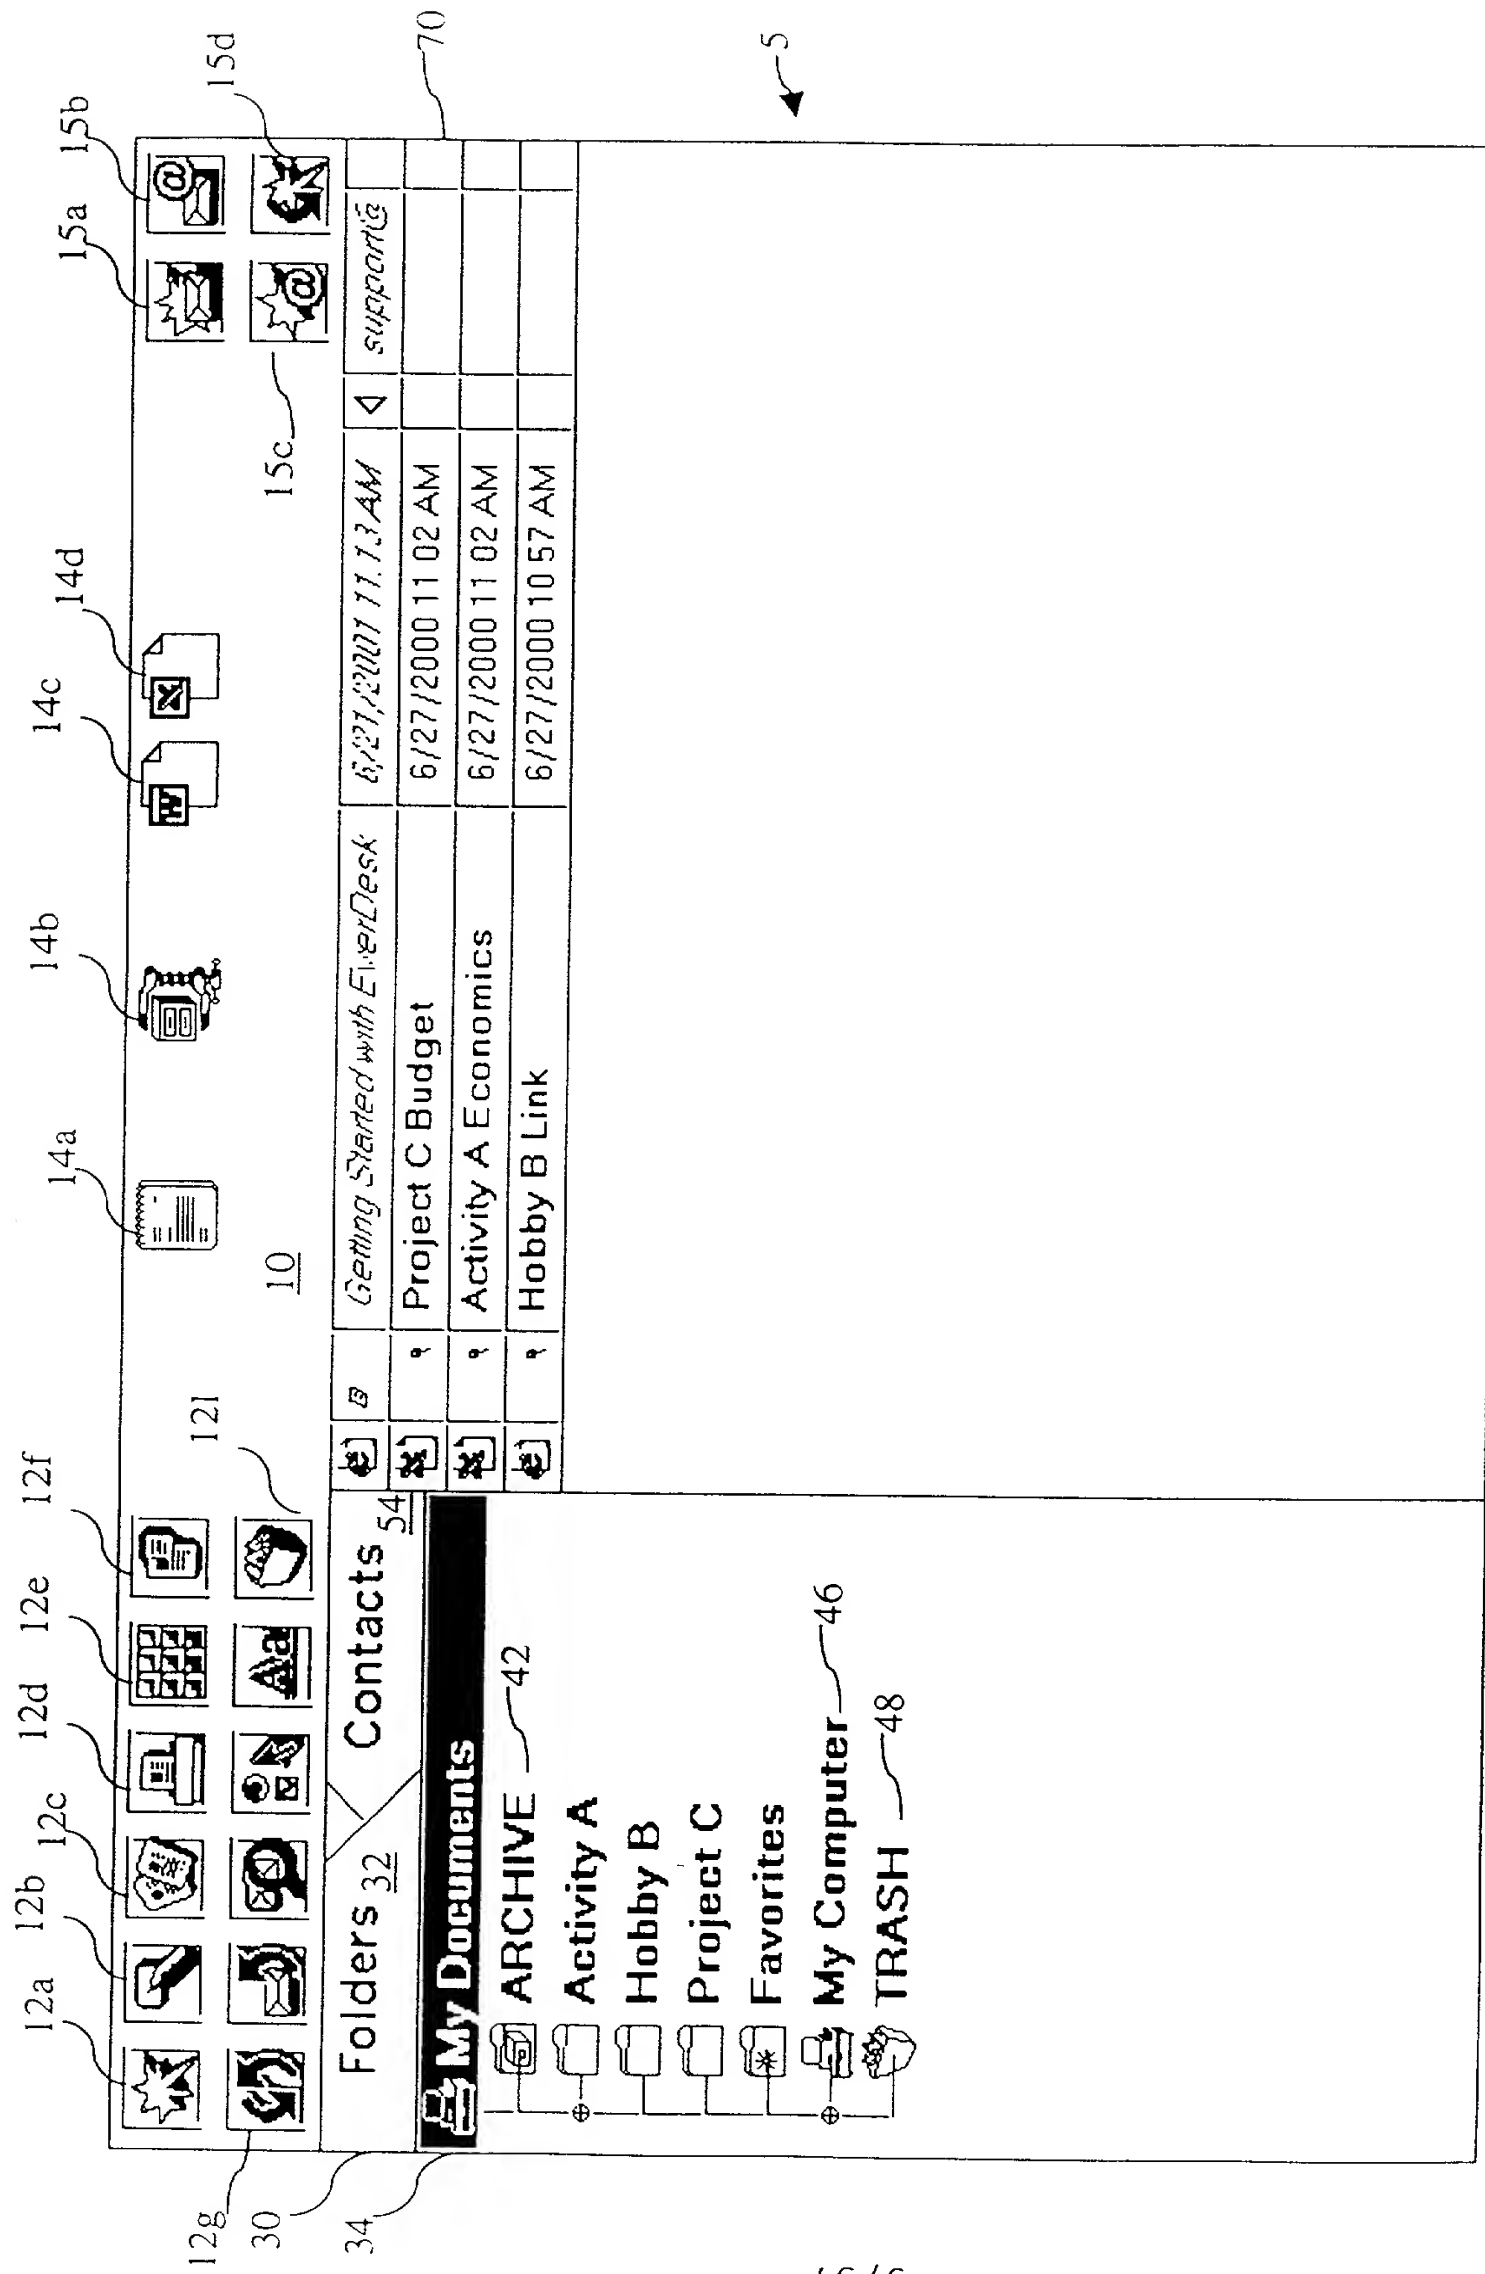 12a 12b 12c 12d 12e 12f 14a 14b 14c 14d 15a 15b
15d
12g
12l
10
15c
30
Folders 32 Contacts 54
Getting Started with EverDesk 6/21/2001 11:13 AM support@
34
My Documents
Project C Budget 6/27/2000 11 02 AM
70
ARCHIVE 42
Activity A Economics 6/27/2000 11 02 AM
Activity A
Hobby B Link 6/27/2000 10 57 AM
Hobby B
Project C
Favorites
My Computer 46
TRASH 48
5
@
@
W
X
Aa